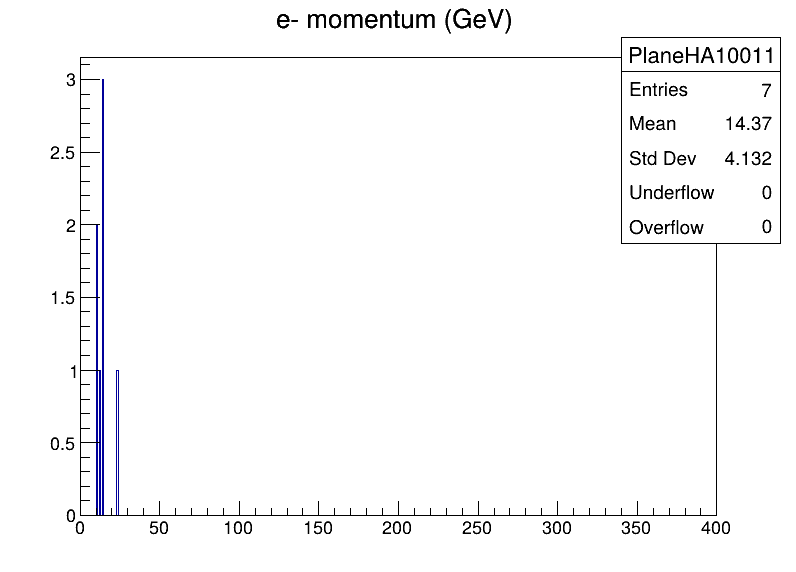 e- momentum (GeV)
PlaneHA10011
Entries 7
Mean 14.37
Std Dev 4.132
Underflow 0
Overflow 0
3
2.5
2
1.5
1
0.5
0
0 50 100 150 200 250 300 350 400